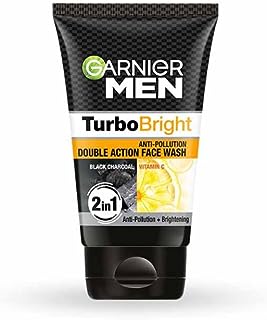 GARNIER
MEN
TurboBright
ANTI-POLLUTION
DOUBLE ACTION FACE WASH
BLACK CHARCOAL VITAMIN C
2in1
Anti-Pollution + Brightening